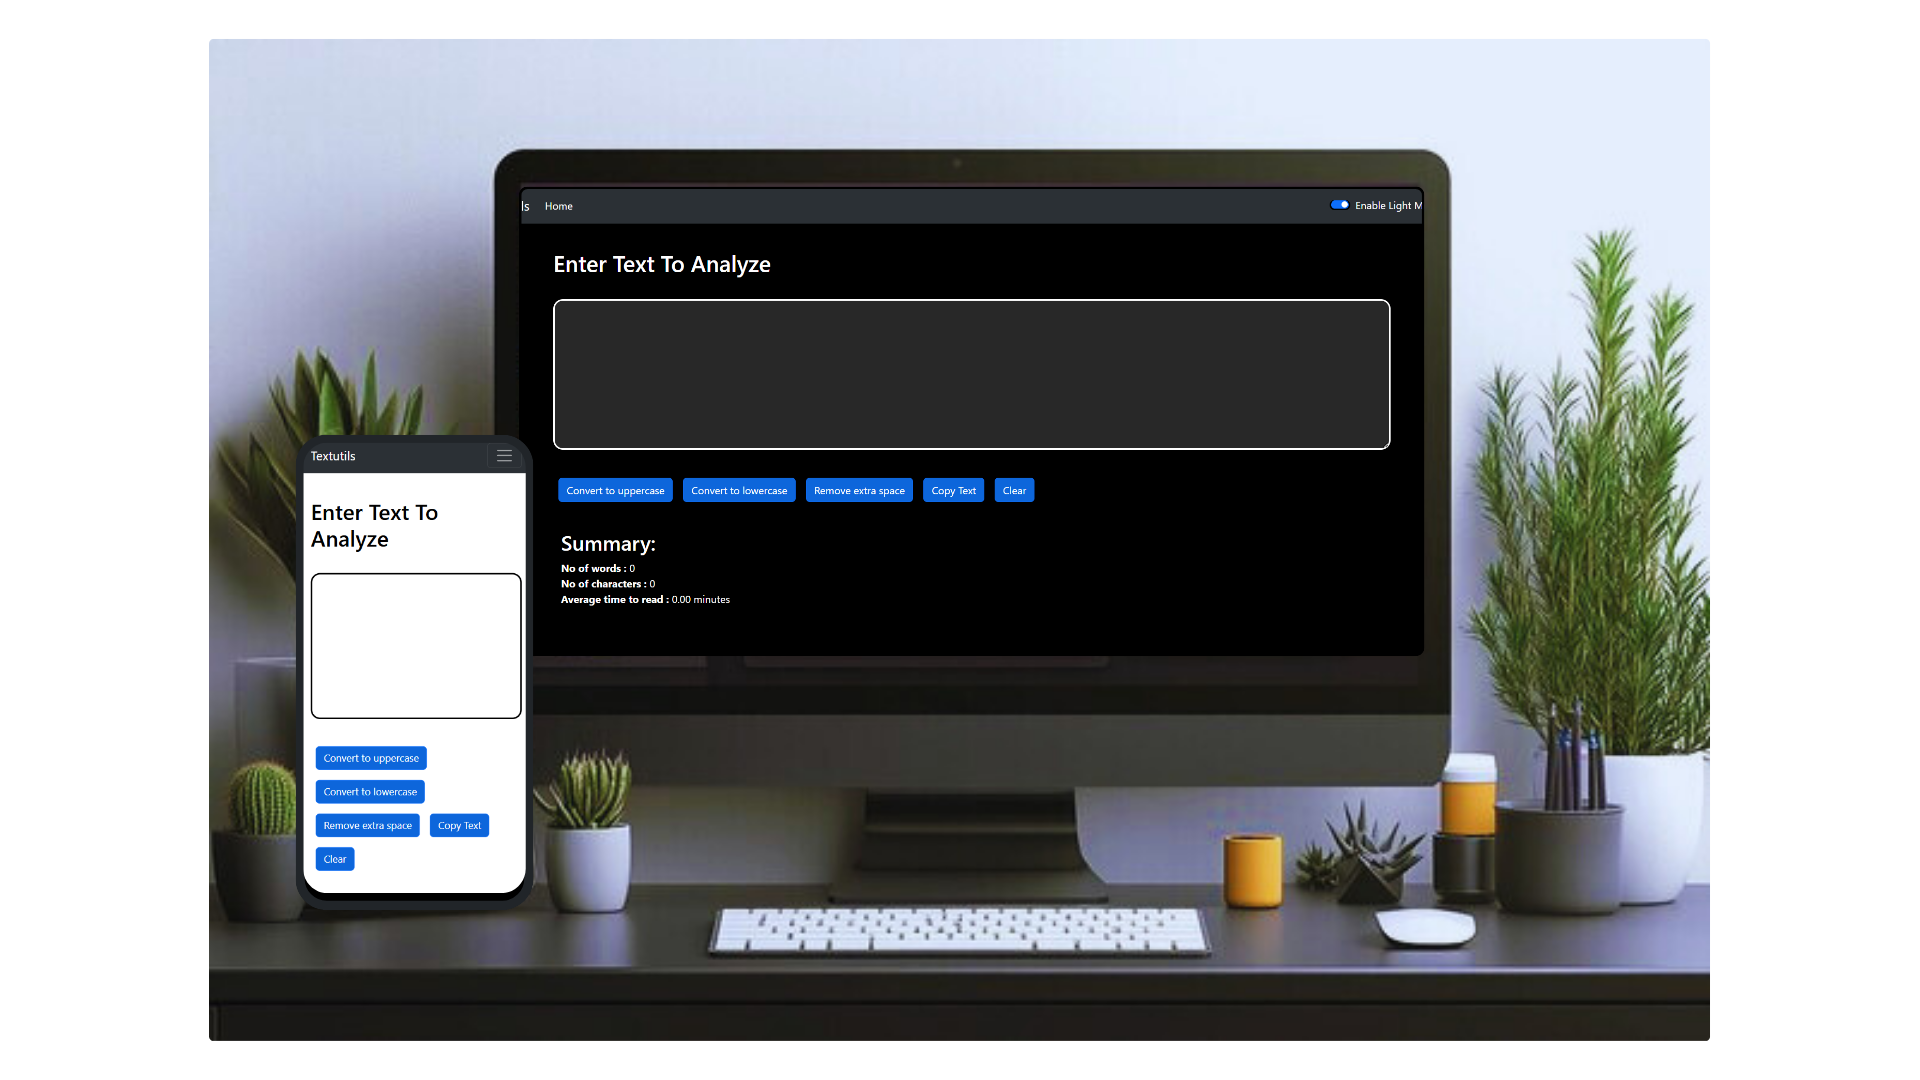 ls Home Enable Light M
Enter Text To Analyze
Convert to uppercase Convert to lowercase Remove extra space Copy Text Clear
Summary:
No of words : 0
No of characters : 0
Average time to read : 0.00 minutes
Textutils
Enter Text To
Analyze
Convert to uppercase
Convert to lowercase
Remove extra space Copy Text
Clear